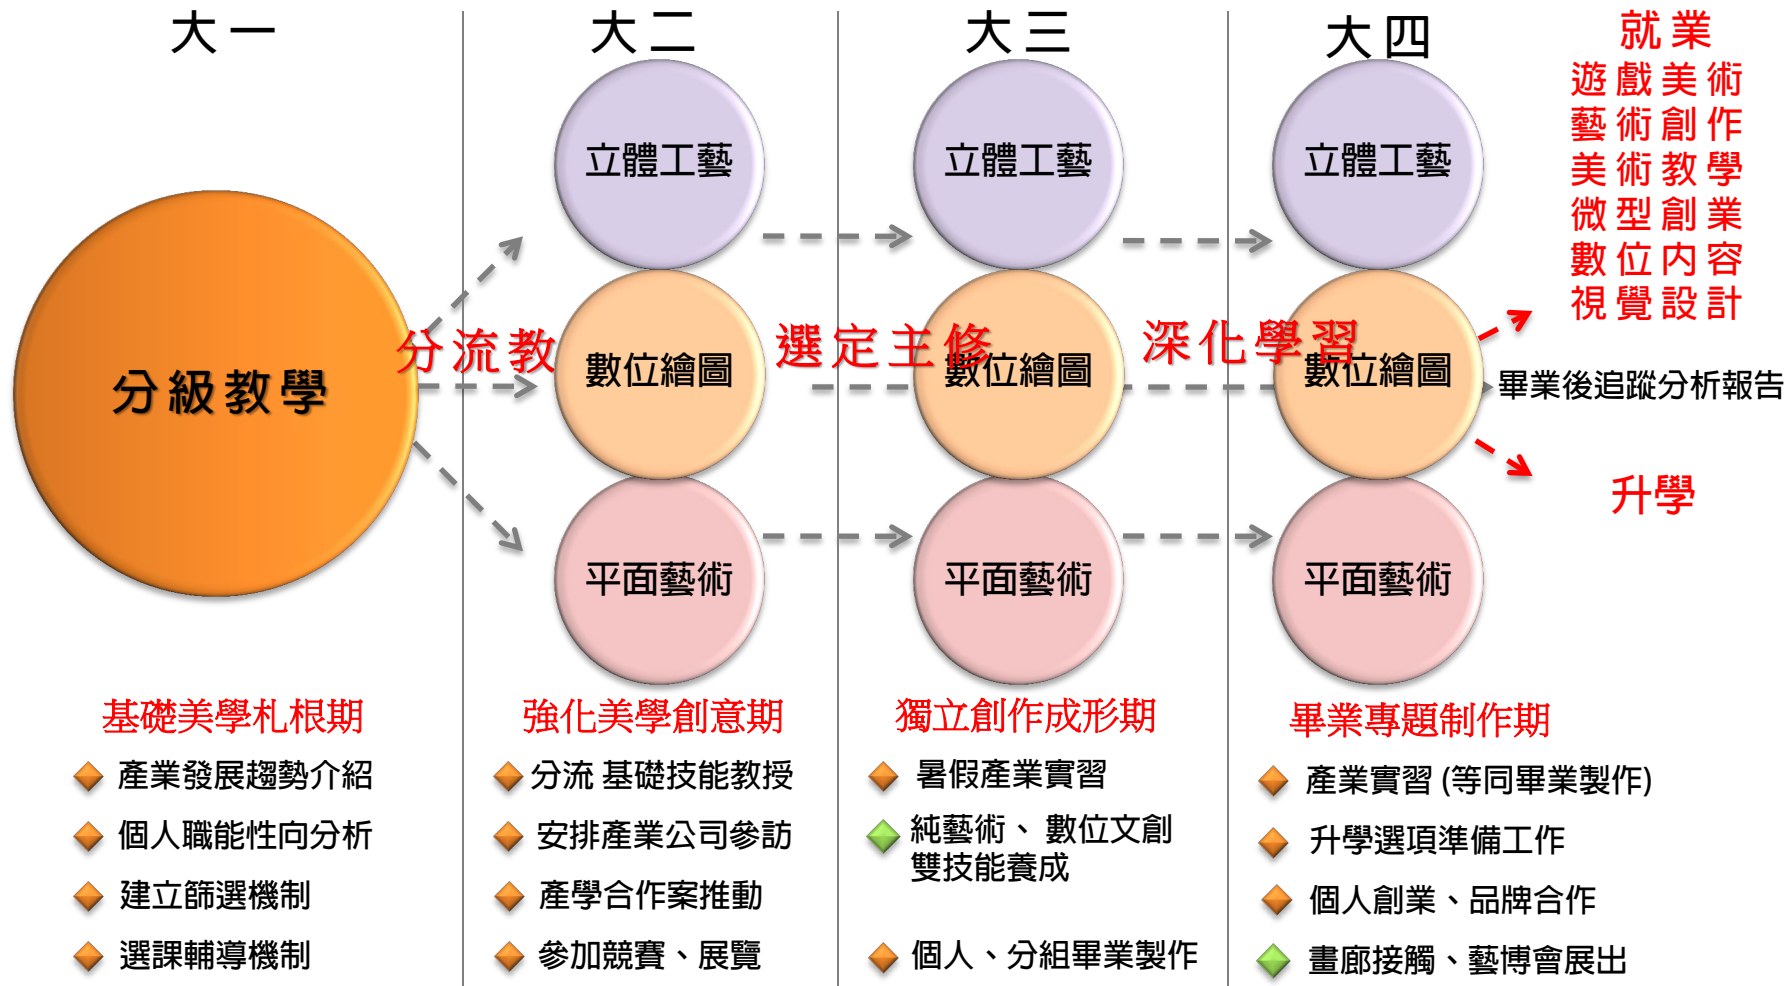 大一
大二
大三
大四
就業
遊戲美術
藝術創作
美術教學
微型創業
數位內容
視覺設計
立體工藝
立體工藝
立體工藝
分級教學
分流教
數位繪圖
選定主修
數位繪圖
深化學習
數位繪圖
畢業後追蹤分析報告
升學
平面藝術
平面藝術
平面藝術
基礎美學札根期
產業發展趨勢介紹
個人職能性向分析
建立篩選機制
選課輔導機制
強化美學創意期
分流 基礎技能教授
安排產業公司參訪
產學合作案推動
參加競賽、展覽
獨立創作成形期
暑假產業實習
純藝術、數位文創
雙技能養成
個人、分組畢業製作
畢業專題制作期
產業實習 (等同畢業製作)
升學選項準備工作
個人創業、品牌合作
畫廊接觸、藝博會展出